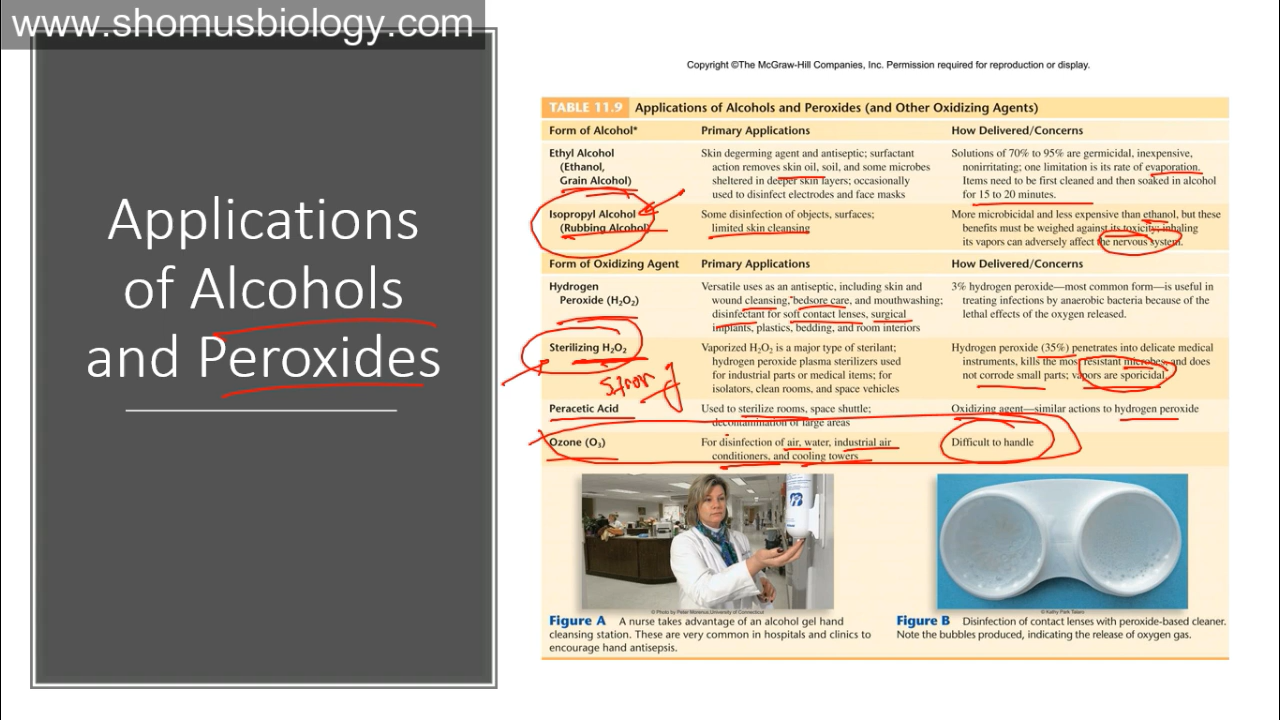 www.shomusbiology.com
Applications
of Alcohols
and Peroxides
Copyright ©The McGraw-Hill Companies, Inc. Permission required for reproduction or display.
TABLE 11.9 Applications of Alcohols and Peroxides (and Other Oxidizing Agents)
Form of Alcohol* Primary Applications How Delivered/Concerns
Ethyl Alcohol Skin degerming agent and antiseptic; surfactant Solutions of 70% to 95% are germicidal, inexpensive,
(Ethanol, action removes skin oil, soil, and some microbes nonirritating; one limitation is its rate of evaporation.
Grain Alcohol) sheltered in deeper skin layers; occasionally Items need to be first cleaned and then soaked in alcohol
used to disinfect electrodes and face masks for 15 to 20 minutes.
Isopropyl Alcohol Some disinfection of objects, surfaces; More microbicidal and less expensive than ethanol, but these
(Rubbing Alcohol) limited skin cleansing benefits must be weighed against its toxicity; inhaling
its vapors can adversely affect the nervous system.
Form of Oxidizing Agent Primary Applications How Delivered/Concerns
Hydrogen Versatile uses as an antiseptic, including skin and 3% hydrogen peroxide—most common form—is useful in
Peroxide (H₂O₂) wound cleansing, bedsore care, and mouthwashing; treating infections by anaerobic bacteria because of the
disinfectant for soft contact lenses, surgical lethal effects of the oxygen released.
implants, plastics, bedding, and room interiors
Sterilizing H₂O₂ Vaporized H₂O₂ is a major type of sterilant; Hydrogen peroxide (35%) penetrates into delicate medical
hydrogen peroxide plasma sterilizers used instruments, kills the most resistant microbes, and does
for industrial parts or medical items; for not corrode small parts; vapors are sporicidal.
isolators, clean rooms, and space vehicles
Peracetic Acid Used to sterilize rooms, space shuttle; Oxidizing agent—similar actions to hydrogen peroxide
decontamination of large areas
Ozone (O₃) For disinfection of air, water, industrial air Difficult to handle
conditioners, and cooling towers
© Photo by Peter Morenus/University of Connecticut
© Kathy Park Talaro
Figure A A nurse takes advantage of an alcohol gel hand
cleansing station. These are very common in hospitals and clinics to
encourage hand antisepsis.
Figure B Disinfection of contact lenses with peroxide-based cleaner.
Note the bubbles produced, indicating the release of oxygen gas.